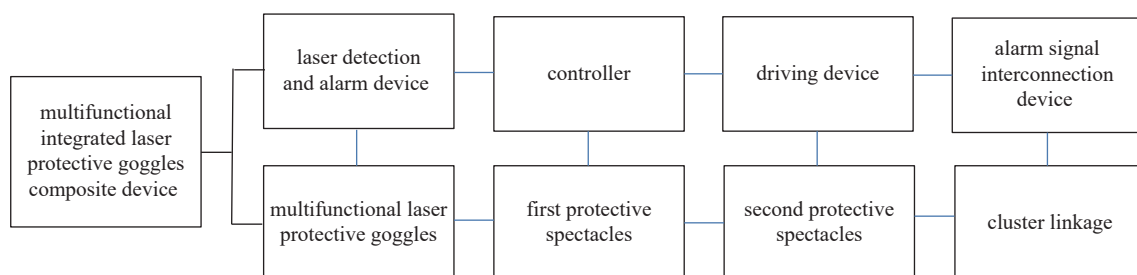 multifunctional
integrated laser
protective goggles
composite device
laser detection
and alarm device
controller
driving device
alarm signal
interconnection
device
multifunctional laser
protective goggles
first protective
spectacles
second protective
spectacles
cluster linkage